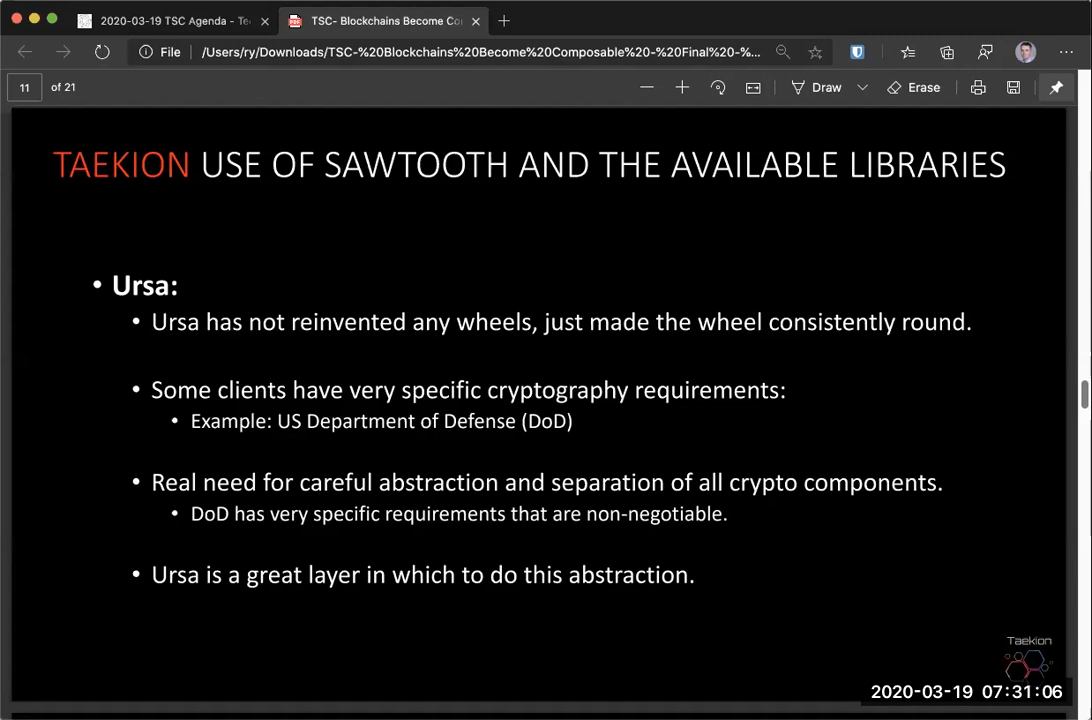 2020-03-19 TSC Agenda - Te
TSC- Blockchains Become Co
File
/Users/ry/Downloads/TSC-%20Blockchains%20Become%20Composable%20-%20Final%20-%...
11 of 21
Draw
Erase
TAEKION USE OF SAWTOOTH AND THE AVAILABLE LIBRARIES
• Ursa:
• Ursa has not reinvented any wheels, just made the wheel consistently round.
• Some clients have very specific cryptography requirements:
• Example: US Department of Defense (DoD)
• Real need for careful abstraction and separation of all crypto components.
• DoD has very specific requirements that are non-negotiable.
• Ursa is a great layer in which to do this abstraction.
Taekion
2020-03-19 07:31:06